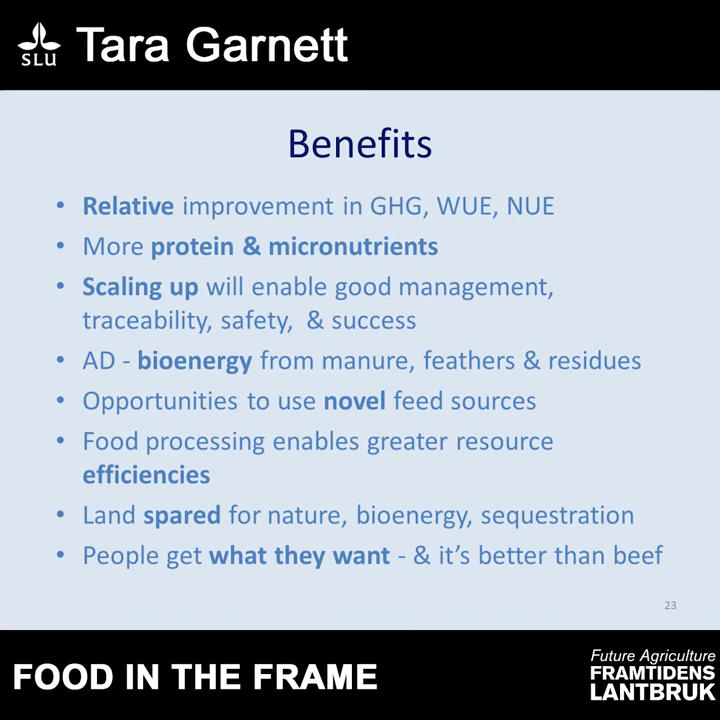 SLU
Tara Garnett
Benefits
• Relative improvement in GHG, WUE, NUE
• More protein & micronutrients
• Scaling up will enable good management,
traceability, safety,  & success
• AD - bioenergy from manure, feathers & residues
• Opportunities to use novel feed sources
• Food processing enables greater resource
efficiencies
• Land spared for nature, bioenergy, sequestration
• People get what they want - & it's better than beef
23
FOOD IN THE FRAME
Future Agriculture
FRAMTIDENS
LANTBRUK